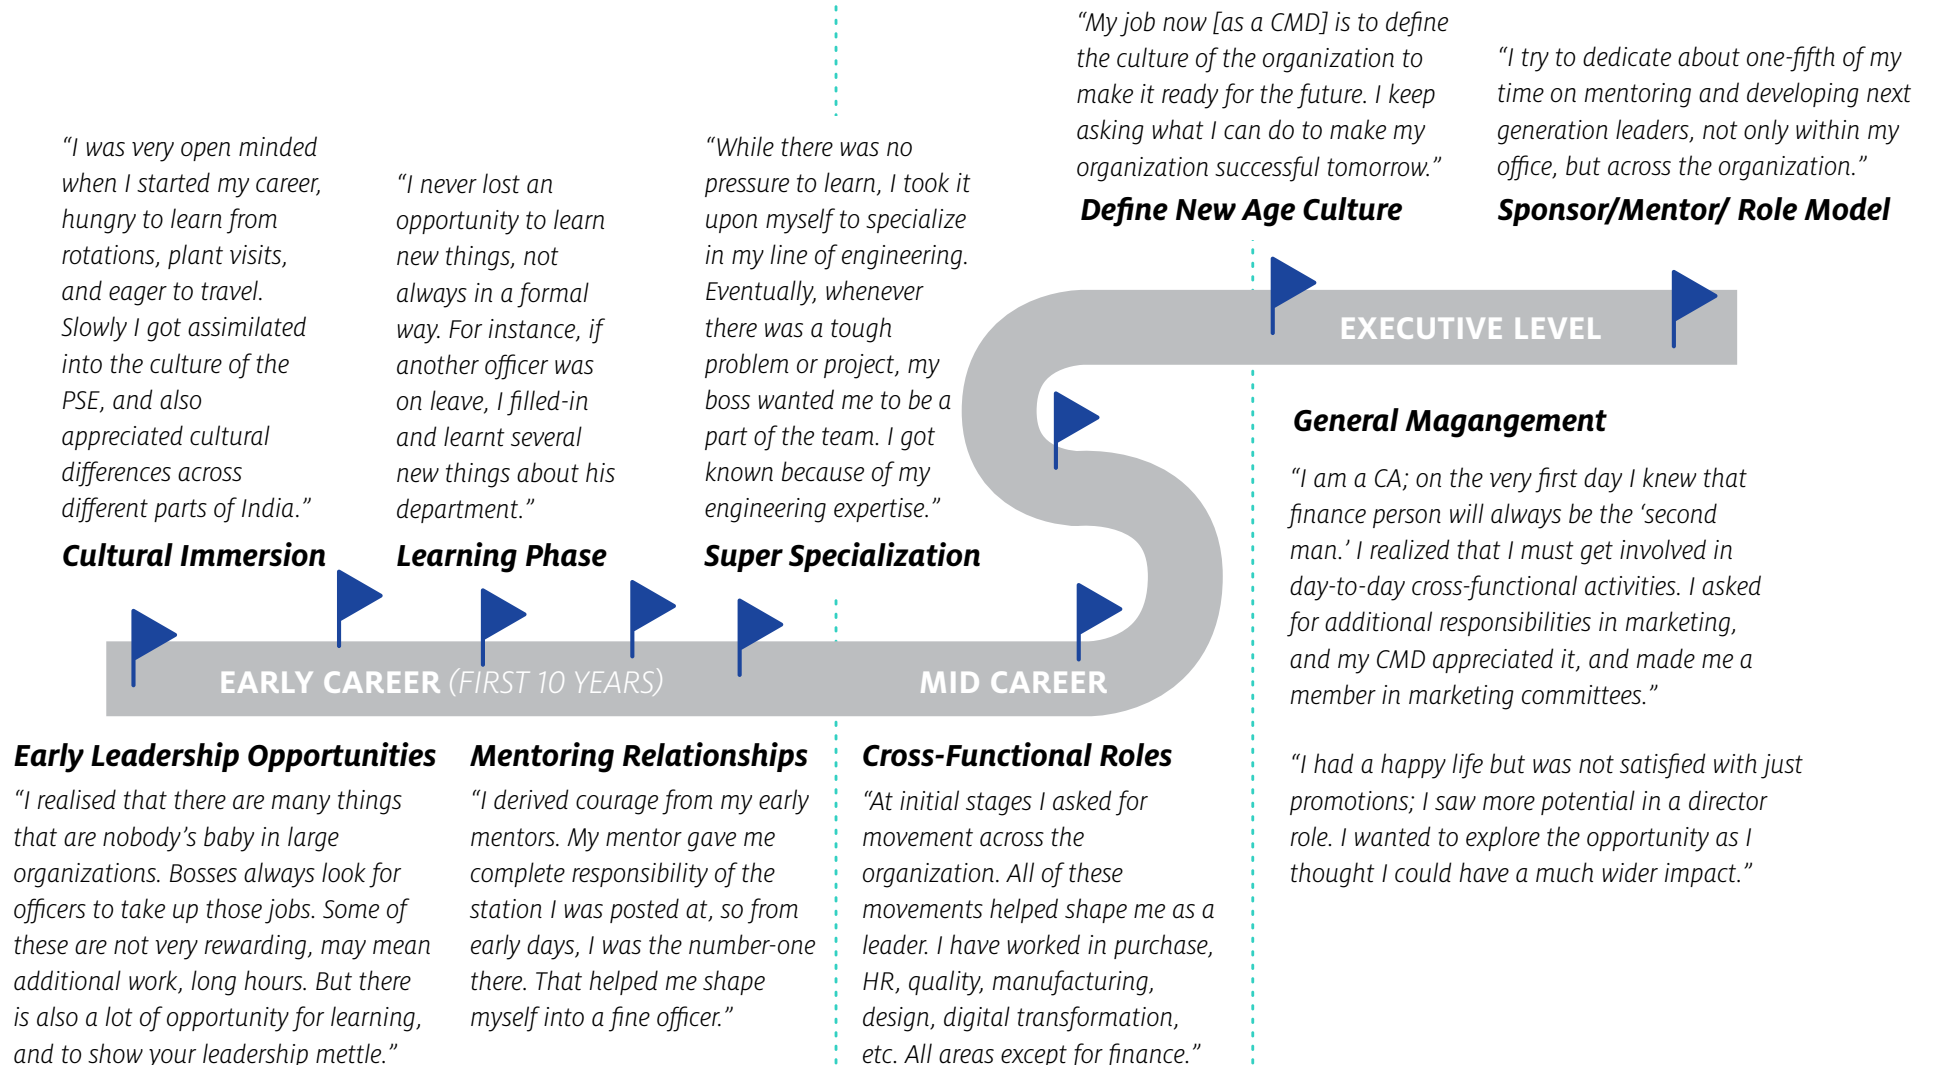 “I was very open minded
when I started my career,
hungry to learn from
rotations, plant visits,
and eager to travel.
Slowly I got assimilated
into the culture of the
PSE, and also
appreciated cultural
differences across
different parts of India.”
Cultural Immersion
“I never lost an
opportunity to learn
new things, not
always in a formal
way. For instance, if
another officer was
on leave, I filled-in
and learnt several
new things about his
department.”
Learning Phase
“While there was no
pressure to learn, I took it
upon myself to specialize
in my line of engineering.
Eventually, whenever
there was a tough
problem or project, my
boss wanted me to be a
part of the team. I got
known because of my
engineering expertise.”
Super Specialization
“My job now [as a CMD] is to define
the culture of the organization to
make it ready for the future. I keep
asking what I can do to make my
organization successful tomorrow.”
Define New Age Culture
“I try to dedicate about one-fifth of my
time on mentoring and developing next
generation leaders, not only within my
office, but across the organization.”
Sponsor/Mentor/ Role Model
EXECUTIVE LEVEL
EARLY CAREER (FIRST 10 YEARS)
MID CAREER
Early Leadership Opportunities
“I realised that there are many things
that are nobody’s baby in large
organizations. Bosses always look for
officers to take up those jobs. Some of
these are not very rewarding, may mean
additional work, long hours. But there
is also a lot of opportunity for learning,
and to show your leadership mettle.”
Mentoring Relationships
“I derived courage from my early
mentors. My mentor gave me
complete responsibility of the
station I was posted at, so from
early days, I was the number-one
there. That helped me shape
myself into a fine officer.”
Cross-Functional Roles
“At initial stages I asked for
movement across the
organization. All of these
movements helped shape me as a
leader. I have worked in purchase,
HR, quality, manufacturing,
design, digital transformation,
etc. All areas except for finance.”
General Magangement
“I am a CA; on the very first day I knew that
finance person will always be the ‘second
man.’ I realized that I must get involved in
day-to-day cross-functional activities. I asked
for additional responsibilities in marketing,
and my CMD appreciated it, and made me a
member in marketing committees.”
“I had a happy life but was not satisfied with just
promotions; I saw more potential in a director
role. I wanted to explore the opportunity as I
thought I could have a much wider impact.”